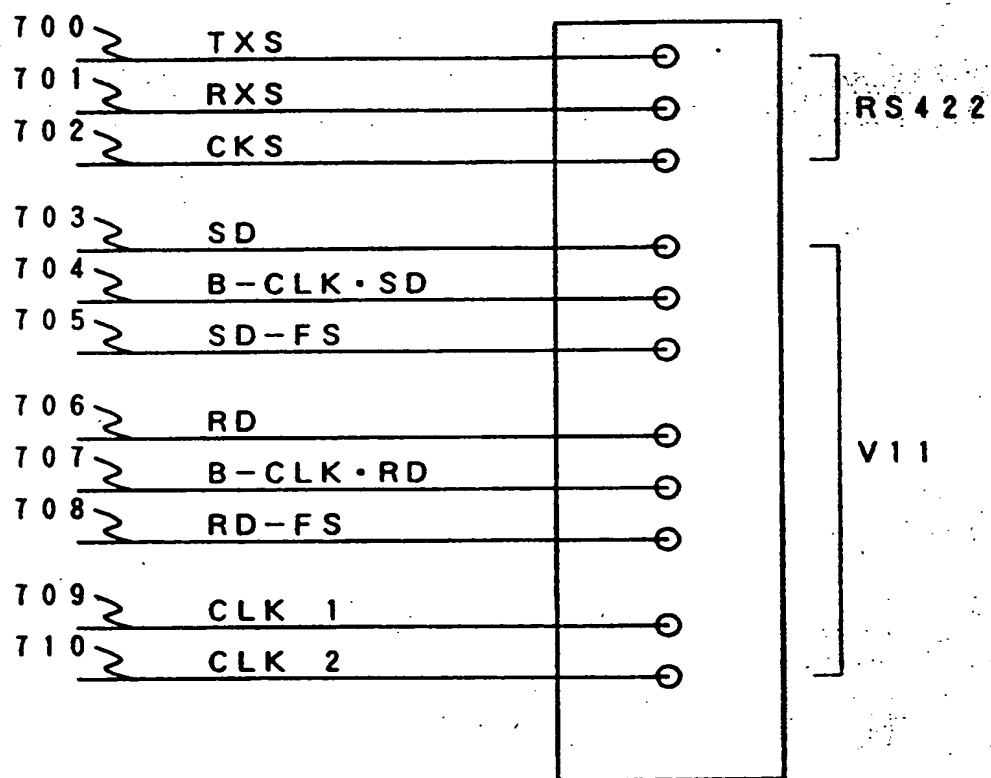 700 TXS
701 RXS
702 CKS
RS422
703 SD
704 B-CLK·SD
705 SD-FS
706 RD
707 B-CLK·RD
708 RD-FS
V11
709 CLK 1
710 CLK 2